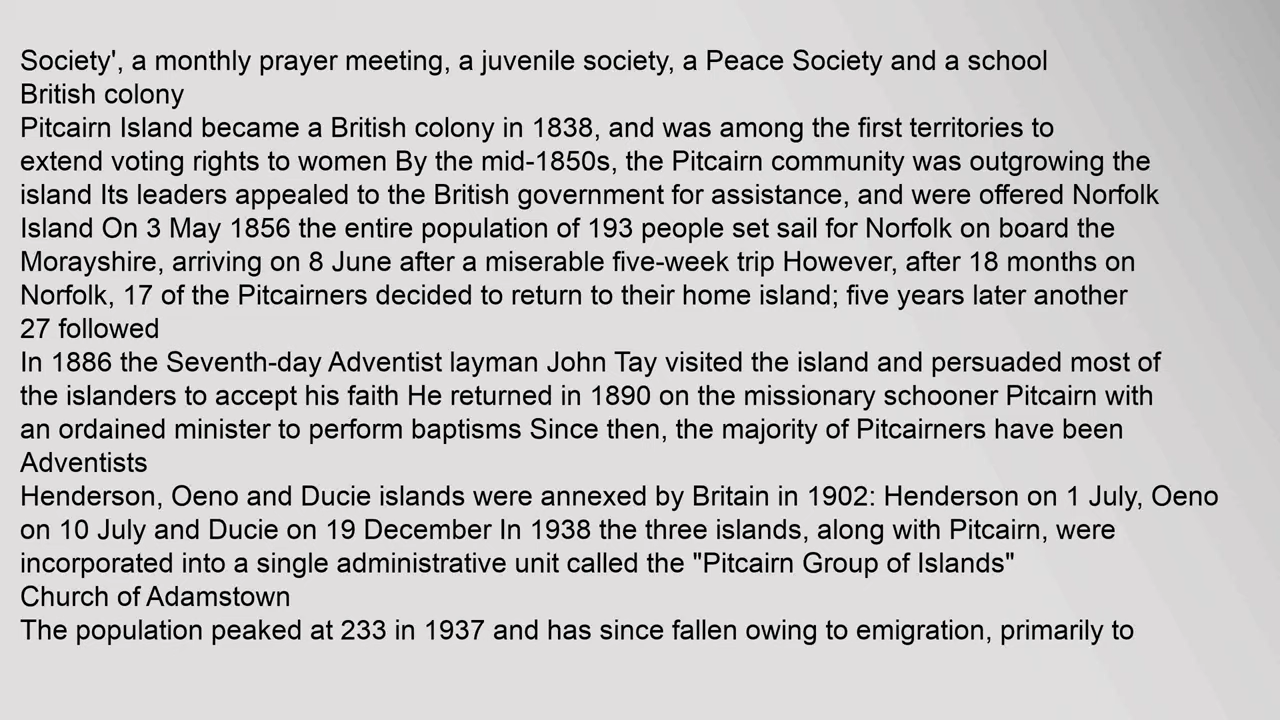 Society', a monthly prayer meeting, a juvenile society, a Peace Society and a school
British colony
Pitcairn Island became a British colony in 1838, and was among the first territories to
extend voting rights to women By the mid-1850s, the Pitcairn community was outgrowing the
island Its leaders appealed to the British government for assistance, and were offered Norfolk
Island On 3 May 1856 the entire population of 193 people set sail for Norfolk on board the
Morayshire, arriving on 8 June after a miserable five-week trip However, after 18 months on
Norfolk, 17 of the Pitcairners decided to return to their home island; five years later another
27 followed
In 1886 the Seventh-day Adventist layman John Tay visited the island and persuaded most of
the islanders to accept his faith He returned in 1890 on the missionary schooner Pitcairn with
an ordained minister to perform baptisms Since then, the majority of Pitcairners have been
Adventists
Henderson, Oeno and Ducie islands were annexed by Britain in 1902: Henderson on 1 July, Oeno
on 10 July and Ducie on 19 December In 1938 the three islands, along with Pitcairn, were
incorporated into a single administrative unit called the "Pitcairn Group of Islands"
Church of Adamstown
The population peaked at 233 in 1937 and has since fallen owing to emigration, primarily to